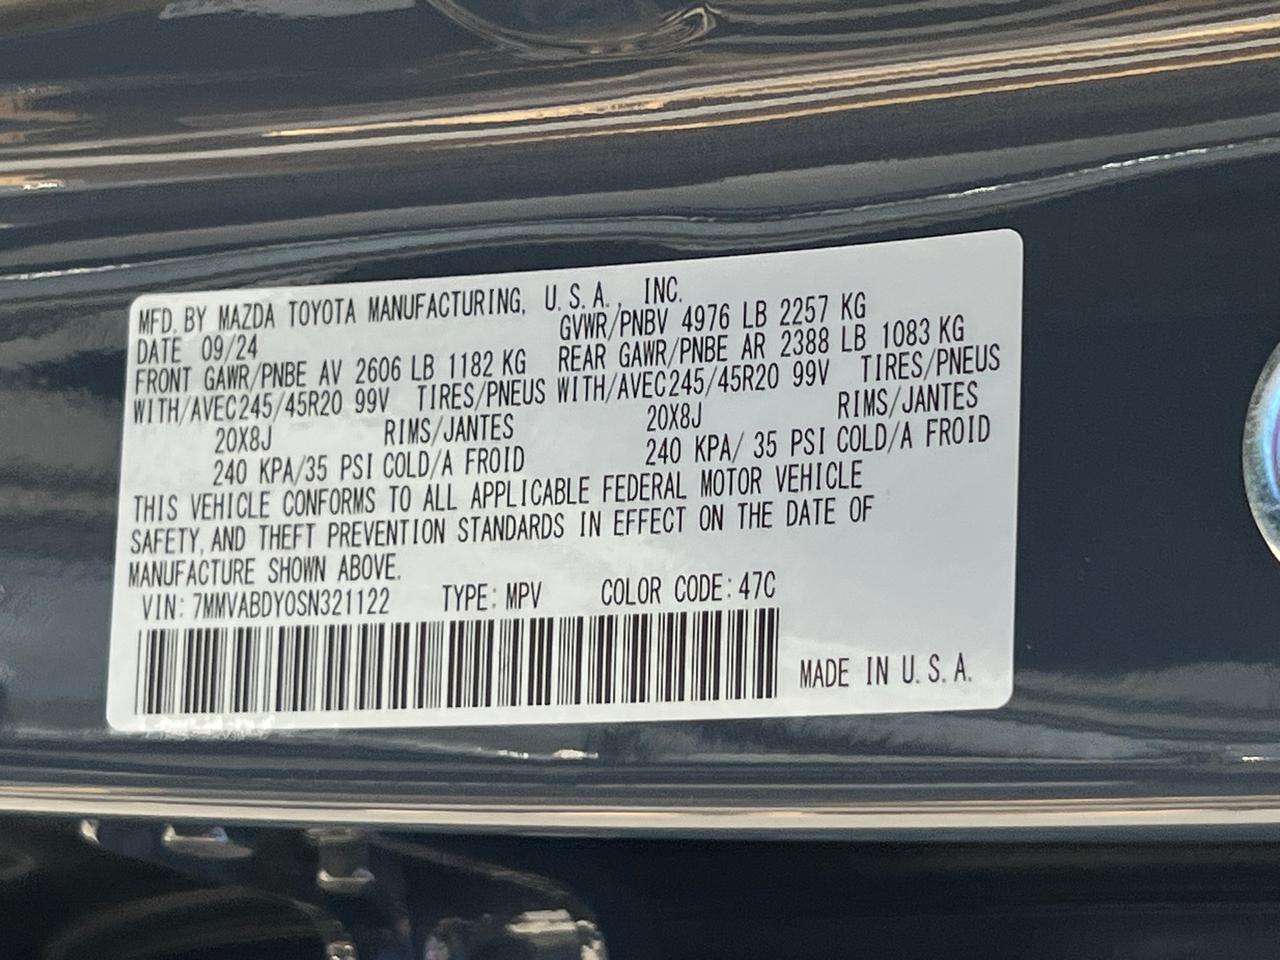 MFD. BY MAZDA TOYOTA MANUFACTURING, U.S.A., INC.
DATE 09/24 GVWR/PNBV 4976 LB 2257 KG
FRONT GAWR/PNBE AV 2606 LB 1182 KG REAR GAWR/PNBE AR 2388 LB 1083 KG
WITH/AVEC245/45R20 99V TIRES/PNEUS WITH/AVEC245/45R20 99V TIRES/PNEUS
20X8J RIMS/JANTES 20X8J RIMS/JANTES
240 KPA/35 PSI COLD/A FROID 240 KPA/ 35 PSI COLD/A FROID
THIS VEHICLE CONFORMS TO ALL APPLICABLE FEDERAL MOTOR VEHICLE
SAFETY, AND THEFT PREVENTION STANDARDS IN EFFECT ON THE DATE OF
MANUFACTURE SHOWN ABOVE.
VIN: 7MMVABDY0SN321122 TYPE: MPV COLOR CODE: 47C
MADE IN U.S.A.